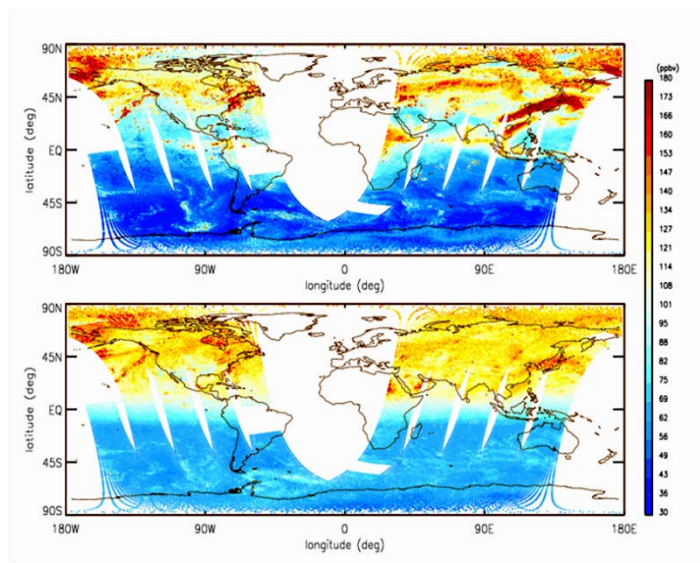 90N
45N
EQ
45S
90S
latitude (deg)
180W 90W 0 90E 180E
longitude (deg)
90N
45N
EQ
45S
90S
latitude (deg)
180W 90W 0 90E 180E
longitude (deg)
(ppbv)
180
173
166
160
153
147
140
134
127
121
114
108
101
95
88
82
75
69
62
56
49
43
36
30